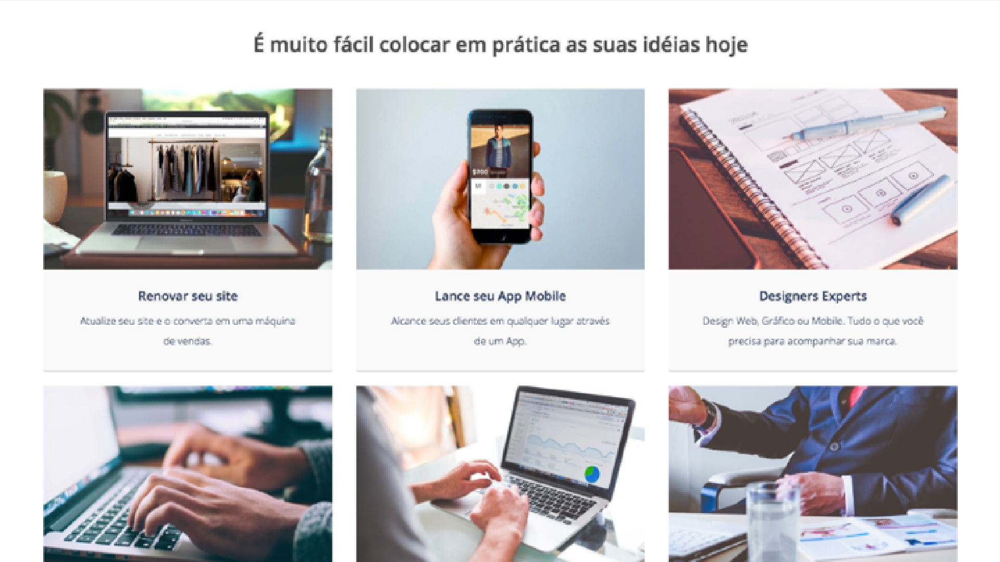 É muito fácil colocar em prática as suas idéias hoje
$300
M
Renovar seu site
Atualize seu site e o converta em uma máquina
de vendas.
Lance seu App Mobile
Alcance seus clientes em qualquer lugar através
de um App.
Designers Experts
Design Web, Gráfico ou Mobile. Tudo o que você
precisa para acompanhar sua marca.